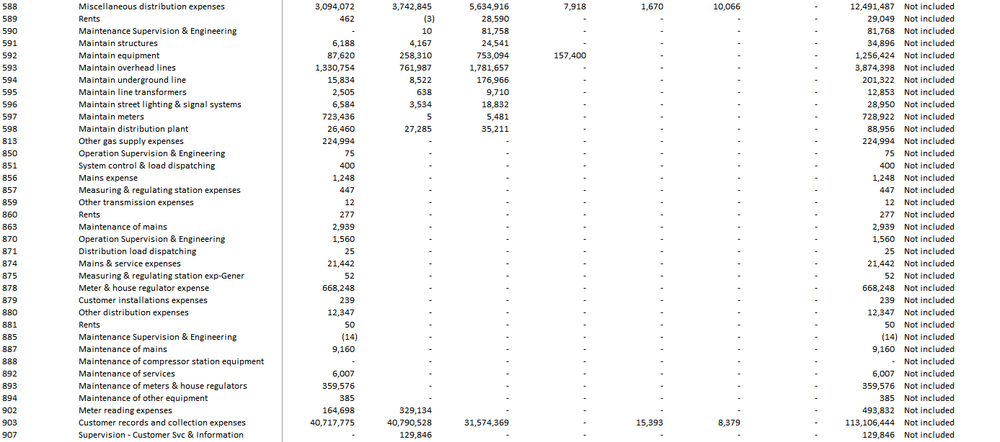 588 Miscellaneous distribution expenses 3,094,072 3,742,845 5,634,916 7,918 1,670 10,066 - 12,491,487 Not included
589 Rents 462 (3) 28,590 - - - - 29,049 Not included
590 Maintenance Supervision & Engineering - 10 81,758 - - - - 81,768 Not included
591 Maintain structures 6,188 4,167 24,541 - - - - 34,896 Not included
592 Maintain equipment 87,620 258,310 753,094 157,400 - - - 1,256,424 Not included
593 Maintain overhead lines 1,330,754 761,987 1,781,657 - - - - 3,874,398 Not included
594 Maintain underground line 15,834 8,522 176,966 - - - - 201,322 Not included
595 Maintain line transformers 2,505 638 9,710 - - - - 12,853 Not included
596 Maintain street lighting & signal systems 6,584 3,534 18,832 - - - - 28,950 Not included
597 Maintain meters 723,436 5 5,481 - - - - 728,922 Not included
598 Maintain distribution plant 26,460 27,285 35,211 - - - - 88,956 Not included
813 Other gas supply expenses 224,994 - - - - - - 224,994 Not included
850 Operation Supervision & Engineering 75 - - - - - - 75 Not included
851 System control & load dispatching 400 - - - - - - 400 Not included
856 Mains expense 1,248 - - - - - - 1,248 Not included
857 Measuring & regulating station expenses 447 - - - - - - 447 Not included
859 Other transmission expenses 12 - - - - - - 12 Not included
860 Rents 277 - - - - - - 277 Not included
863 Maintenance of mains 2,939 - - - - - - 2,939 Not included
870 Operation Supervision & Engineering 1,560 - - - - - - 1,560 Not included
871 Distribution load dispatching 25 - - - - - - 25 Not included
874 Mains & service expenses 21,442 - - - - - - 21,442 Not included
875 Measuring & regulating station exp-Gener 52 - - - - - - 52 Not included
878 Meter & house regulator expense 668,248 - - - - - - 668,248 Not included
879 Customer installations expenses 239 - - - - - - 239 Not included
880 Other distribution expenses 12,347 - - - - - - 12,347 Not included
881 Rents 50 - - - - - - 50 Not included
885 Maintenance Supervision & Engineering (14) - - - - - - (14) Not included
887 Maintenance of mains 9,160 - - - - - - 9,160 Not included
888 Maintenance of compressor station equipment - - - - - - - - Not included
892 Maintenance of services 6,007 - - - - - - 6,007 Not included
893 Maintenance of meters & house regulators 359,576 - - - - - - 359,576 Not included
894 Maintenance of other equipment 385 - - - - - - 385 Not included
902 Meter reading expenses 164,698 329,134 - - - - - 493,832 Not included
903 Customer records and collection expenses 40,717,775 40,790,528 31,574,369 - 15,393 8,379 - 113,106,444 Not included
907 Supervision - Customer Svc & Information - 129,846 - - - - - 129,846 Not included